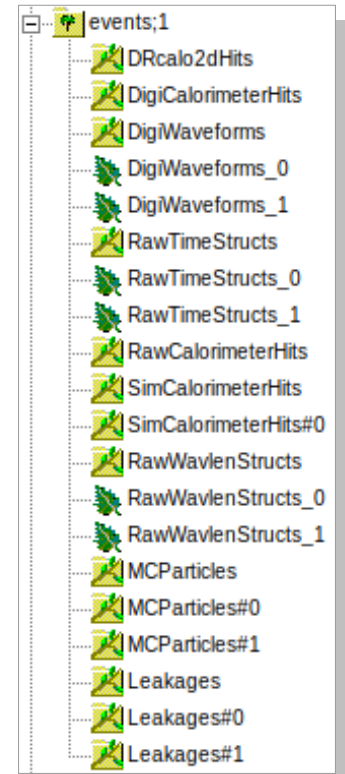 events;1
DRcalo2dHits
DigiCalorimeterHits
DigiWaveforms
DigiWaveforms_0
DigiWaveforms_1
RawTimeStructs
RawTimeStructs_0
RawTimeStructs_1
RawCalorimeterHits
SimCalorimeterHits
SimCalorimeterHits#0
RawWavlenStructs
RawWavlenStructs_0
RawWavlenStructs_1
MCParticles
MCParticles#0
MCParticles#1
Leakages
Leakages#0
Leakages#1